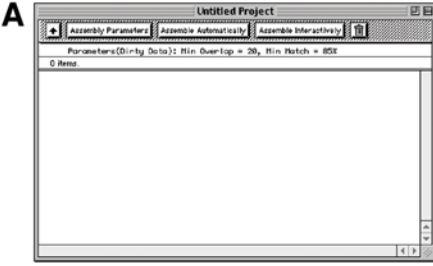 A
Untitled Project
Assembly Parameters Assemble Automatically Assemble Interactively
Parameters(Dirty Data): Min Overlap = 20, Min Match = 85%
0 items.